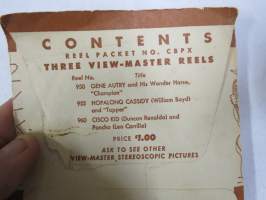 CONTENTS
REEL PACKET NO. CBPX
THREE VIEW-MASTER REELS
Reel No. Title
950 GENE AUTRY and His Wonder Horse,
"Champion"
955 HOPALONG CASSIDY (William Boyd)
and "Topper"
960 CISCO KID (Duncan Renaldo) and
Pancho (Leo Carrillo)
PRICE $1.00
ASK TO SEE OTHER
VIEW-MASTER STEREOSCOPIC PICTURES